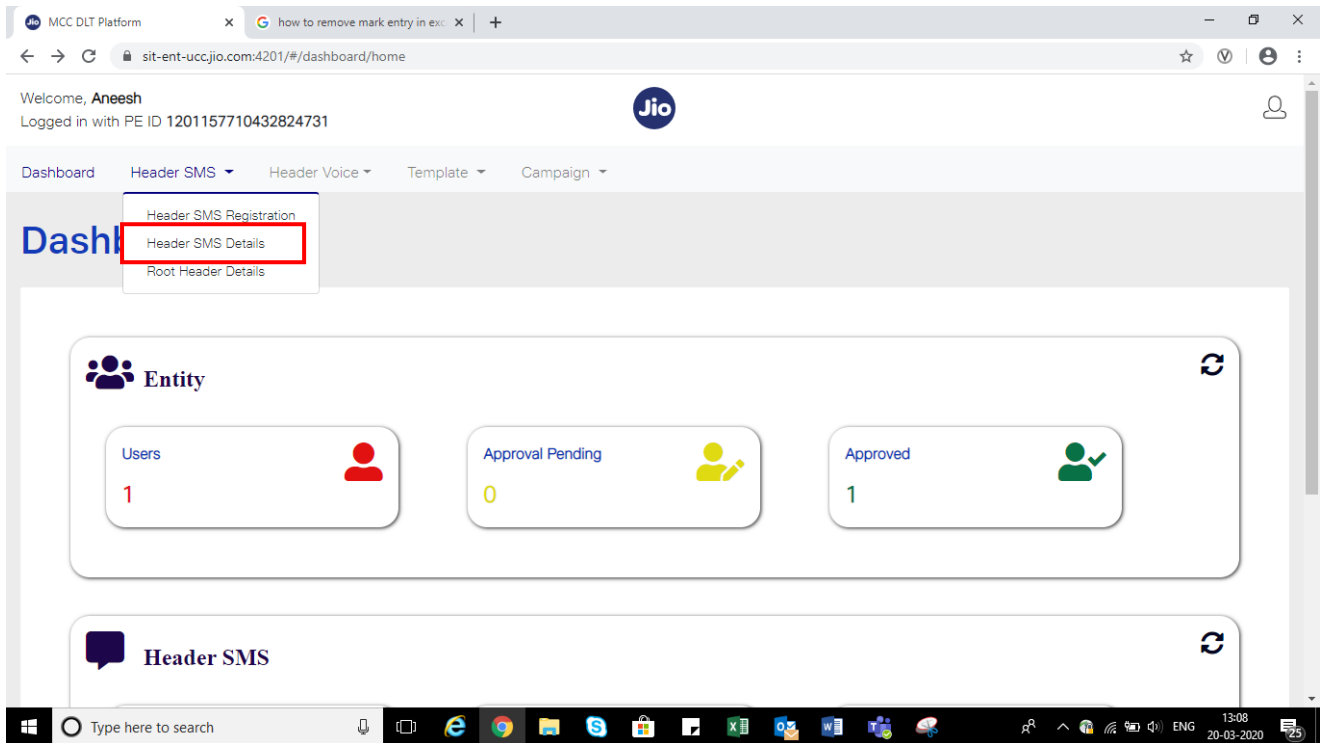 MCC DLT Platform
how to remove mark entry in exc
sit-ent-ucc.jio.com:4201/#/dashboard/home
Welcome, Aneesh
Logged in with PE ID 1201157710432824731
Jio
Dashboard Header SMS Header Voice Template Campaign
Header SMS Registration
Header SMS Details
Root Header Details
Entity
Users
1
Approval Pending
0
Approved
1
Header SMS
Type here to search
ENG
13:08
20-03-2020
25